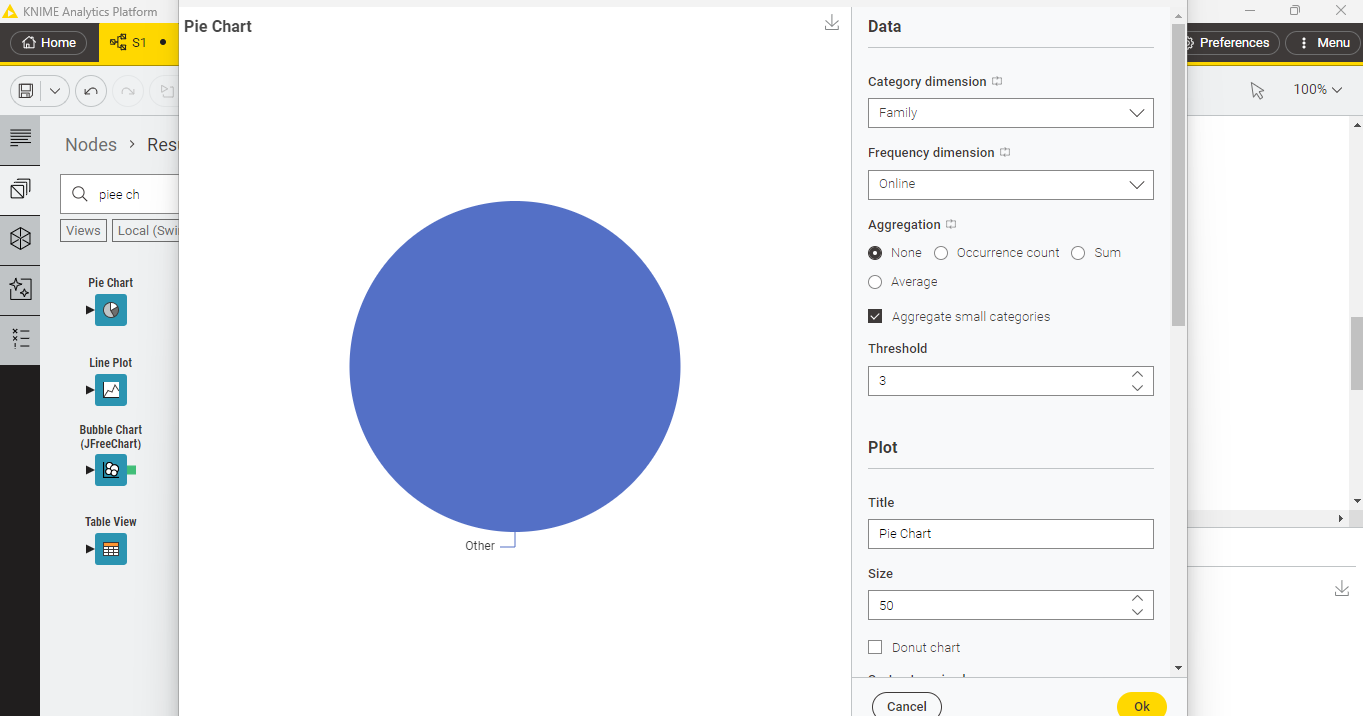 KNIME Analytics Platform
Home
S1
Preferences
Menu
100%
Nodes > Res
piee ch
Views
Local (Swi
Pie Chart
Line Plot
Bubble Chart
(JFreeChart)
Table View
Pie Chart
Other
Data
Category dimension
Family
Frequency dimension
Online
Aggregation
None Occurrence count Sum
Average
Aggregate small categories
Threshold
3
Plot
Title
Pie Chart
Size
50
Donut chart
Cancel
Ok